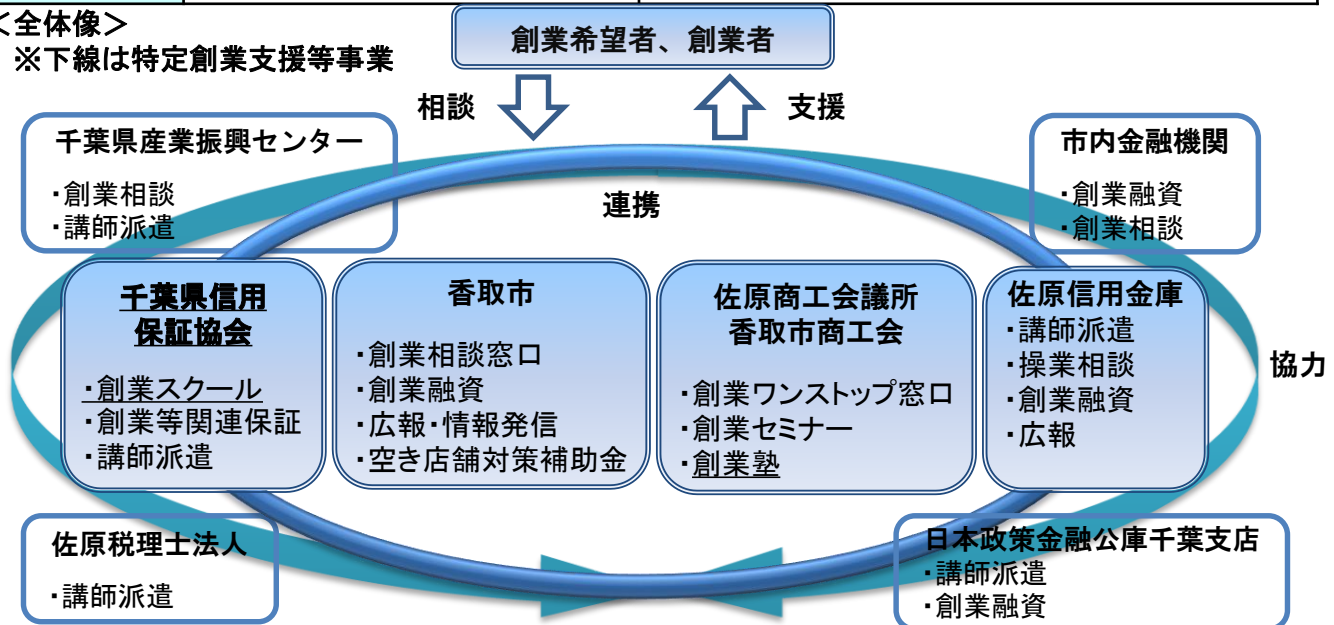 <全体像>
※下線は特定創業支援等事業
創業希望者、創業者
相談
支援
千葉県産業振興センター
・創業相談
・講師派遣
市内金融機関
・創業融資
・創業相談
連携
千葉県信用
保証協会
・創業スクール
・創業等関連保証
・講師派遣
香取市
・創業相談窓口
・創業融資
・広報・情報発信
・空き店舗対策補助金
佐原商工会議所
香取市商工会
・創業ワンストップ窓口
・創業セミナー
・創業塾
佐原信用金庫
・講師派遣
・操業相談
・創業融資
・広報
協力
佐原税理士法人
・講師派遣
日本政策金融公庫千葉支店
・講師派遣
・創業融資